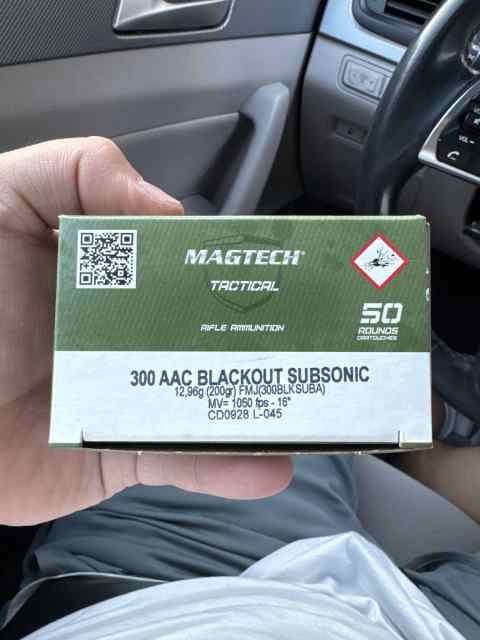 MAGTECH®
TACTICAL
RIFLE AMMUNITION
50
ROUNDS
CARTOUCHES
300 AAC BLACKOUT SUBSONIC
12,96g (200gr) FMJ(300BLKSUBA)
MV= 1050 fps - 16"
CD0928 L-045
VOL −